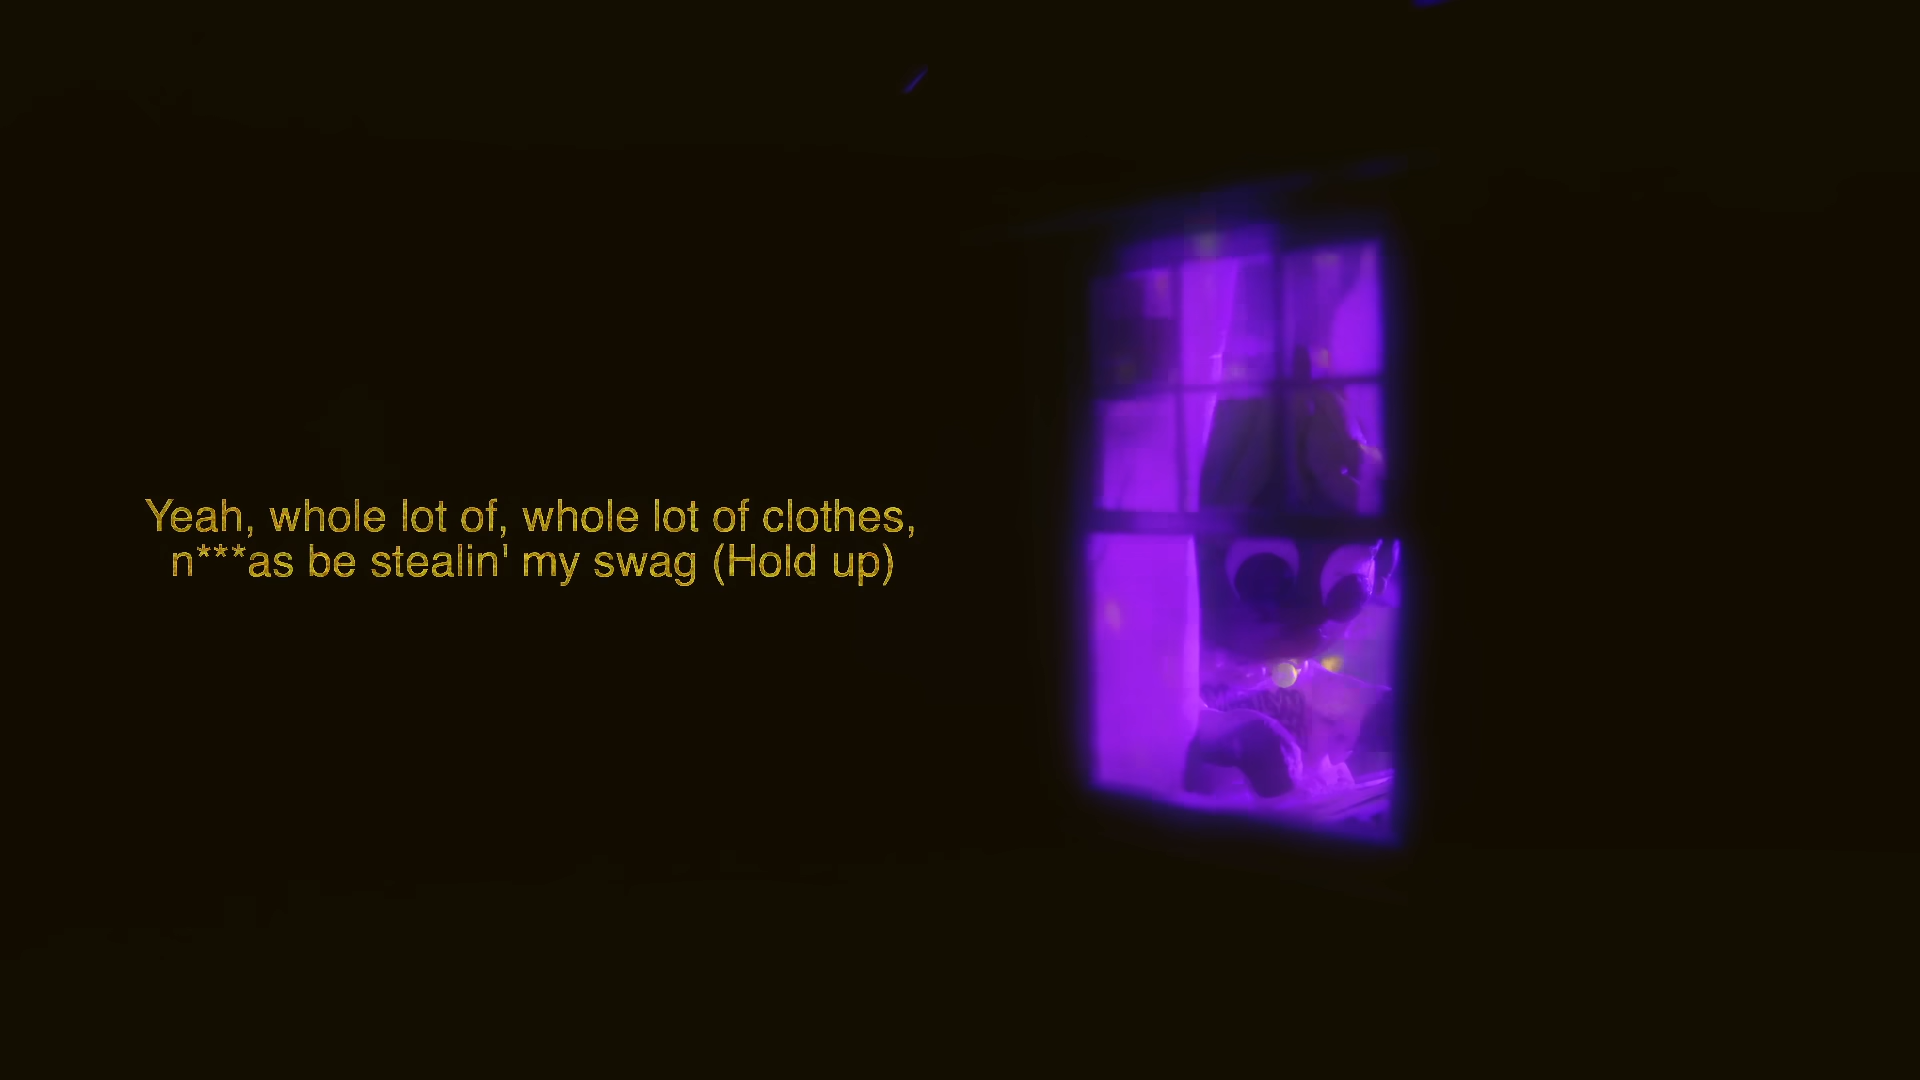 Yeah, whole lot of, whole lot of clothes,
n***as be stealin' my swag (Hold up)